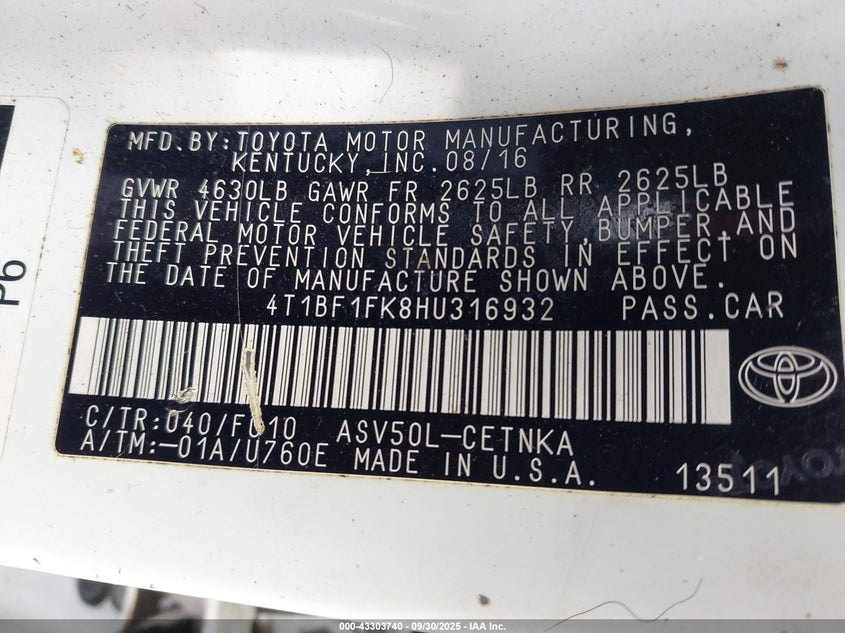 MFD.BY:TOYOTA MOTOR MANUFACTURING,
KENTUCKY,INC.08/16
GVWR 4630LB GAWR FR 2625LB RR 2625LB
THIS VEHICLE CONFORMS TO ALL APPLICABLE
FEDERAL MOTOR VEHICLE SAFETY,BUMPER,AND
THEFT PREVENTION STANDARDS IN EFFECT ON
THE DATE OF MANUFACTURE SHOWN ABOVE.
4T1BF1FK8HU316932 PASS.CAR
C/TR:040/F010 ASV50L-CETNKA
A/TM:-01A/U760E MADE IN U.S.A.
13511
P6
000-43303740 - 09/30/2025 - IAA Inc.